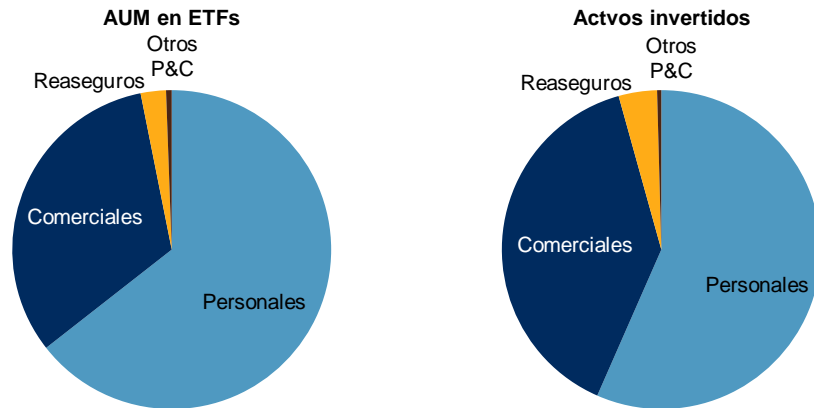 AUM en ETFs
Otros
P&C
Reaseguros
Comerciales
Personales
Actvos invertidos
Otros
P&C
Reaseguros
Comerciales
Personales